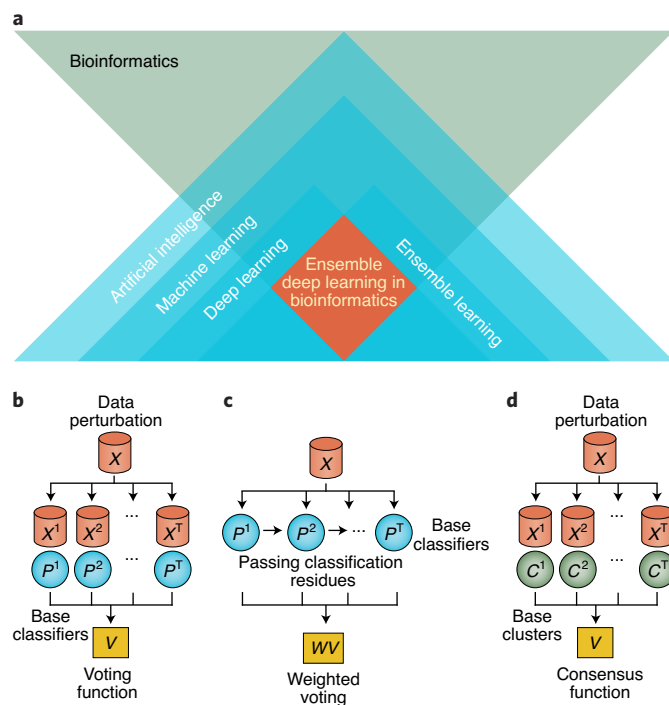 a
Bioinformatics
Artificial intelligence
Machine learning
Deep learning
Ensemble learning
Ensemble
deep learning in
bioinformatics
b
Data
perturbation
X
X¹ X² ... Xᵀ
P¹ P² ... Pᵀ
Base
classifiers
V
Voting
function
c
X
P¹ P² ... Pᵀ
Base
classifiers
Passing classification
residues
WV
Weighted
voting
d
Data
perturbation
X
X¹ X² ... Xᵀ
C¹ C² ... Cᵀ
Base
clusters
V
Consensus
function